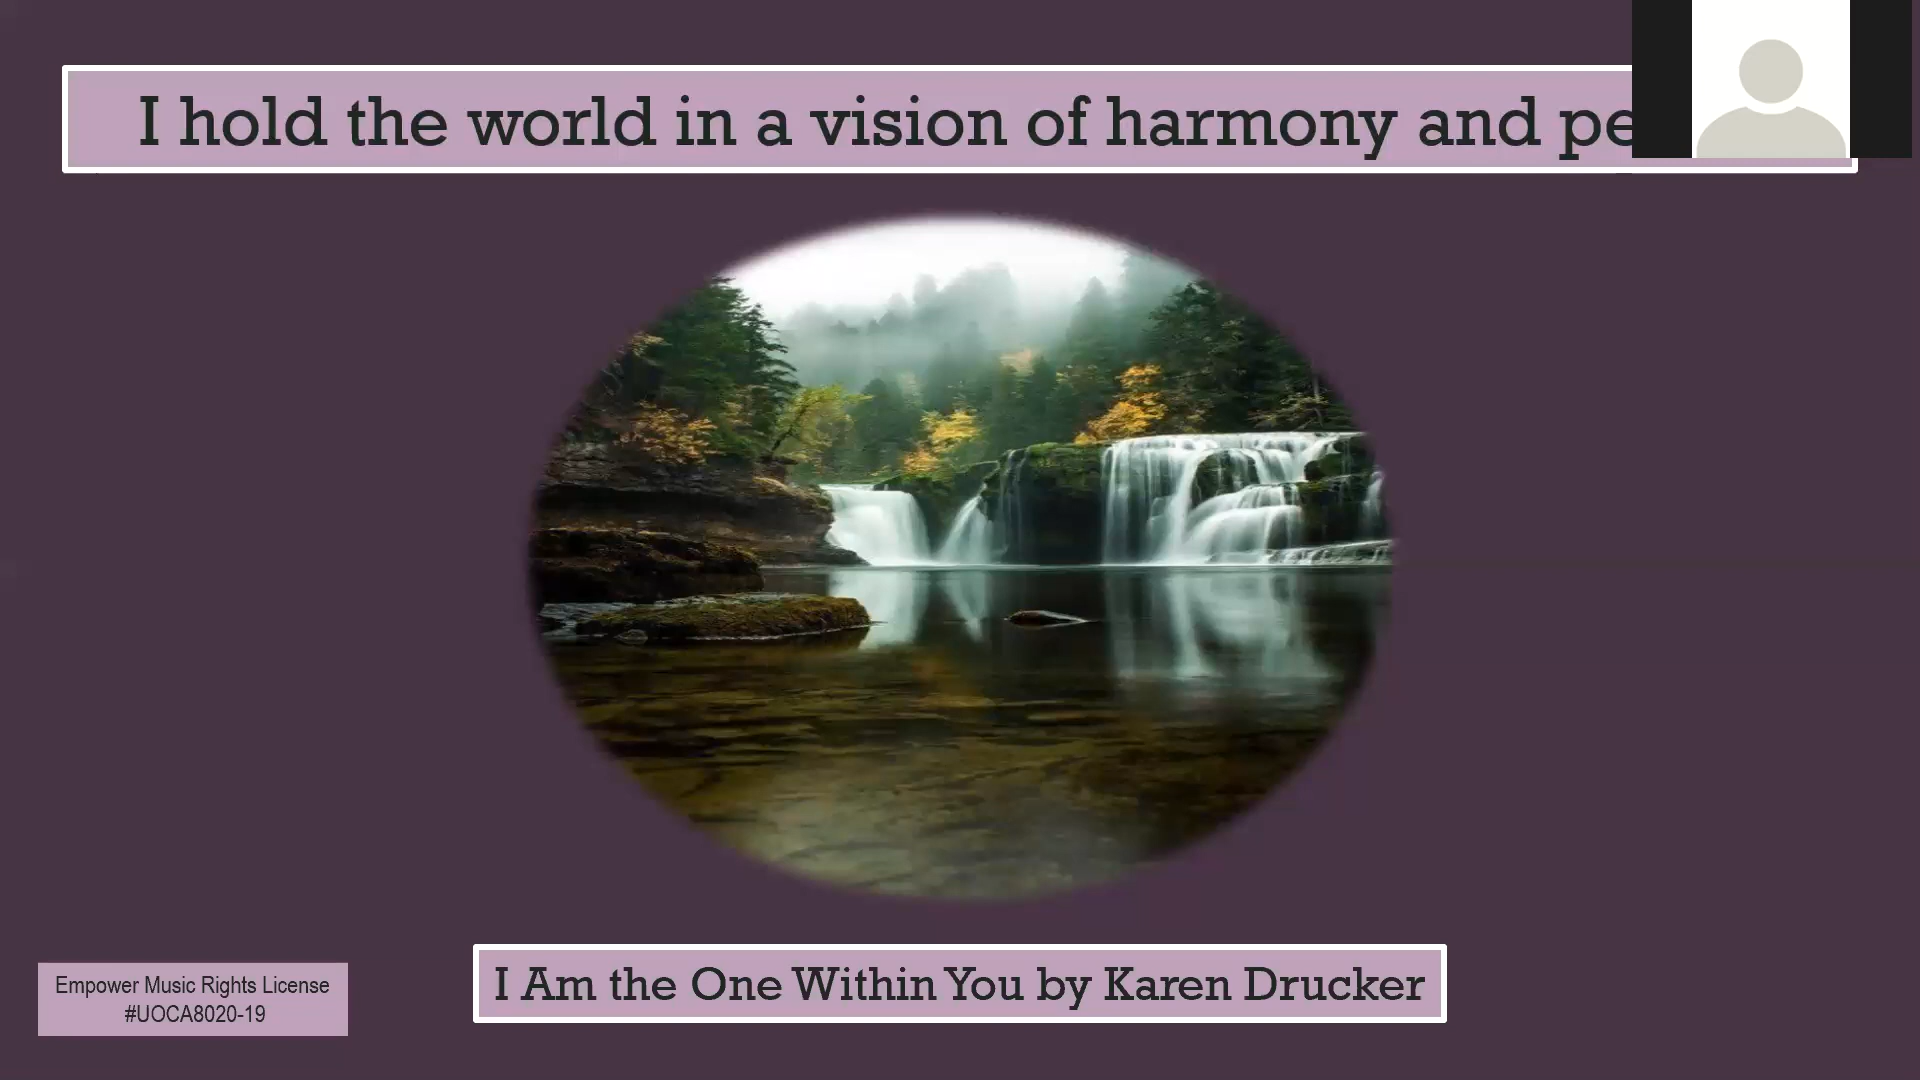 I hold the world in a vision of harmony and
I Am the One Within You by Karen Drucker
Empower Music Rights License
#UOCA8020-19